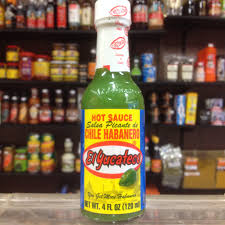 HOT SAUCE
Salsa Picante de
CHILE HABANERO
El Yucateco
NET WT. 4 FL. OZ (120 ml)